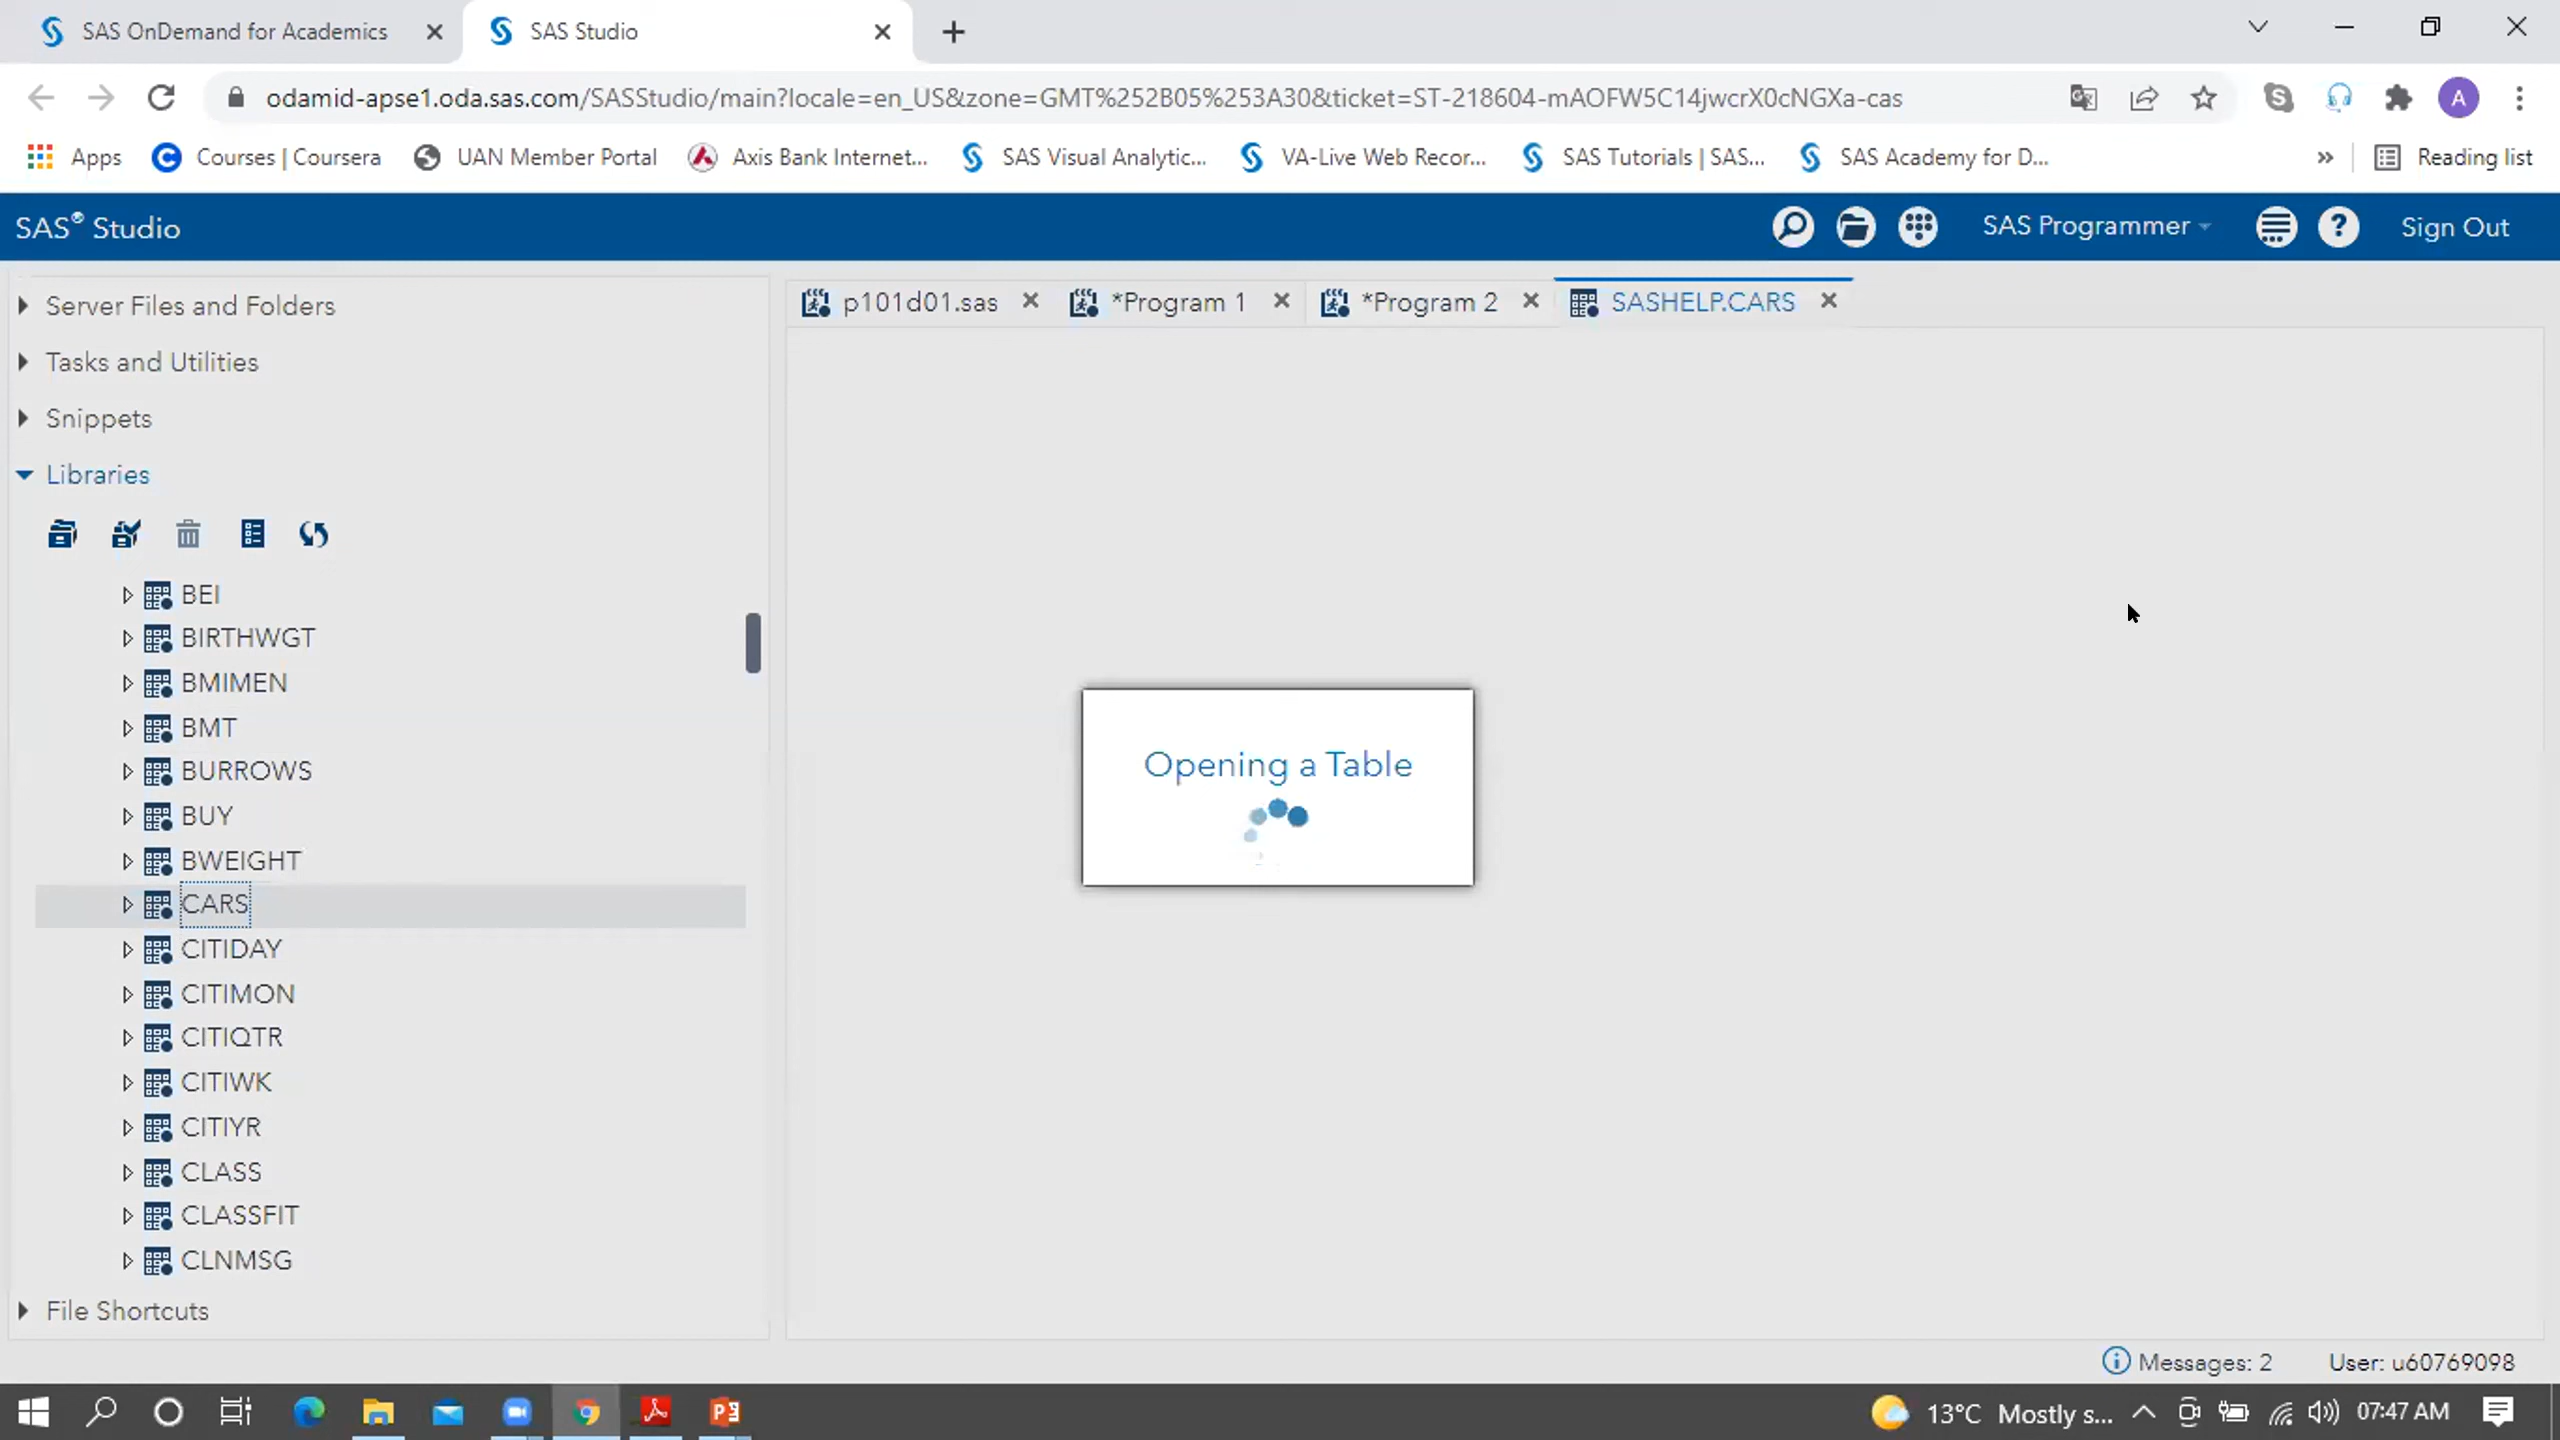 SAS OnDemand for Academics
SAS Studio
odamid-apse1.oda.sas.com/SASStudio/main?locale=en_US&zone=GMT%252B05%253A30&ticket=ST-218604-mAOFW5C14jwcrX0cNGXa-cas
A
Apps
Courses | Coursera
UAN Member Portal
Axis Bank Internet...
SAS Visual Analytic...
VA-Live Web Recor...
SAS Tutorials | SAS...
SAS Academy for D...
»
Reading list
SAS® Studio
SAS Programmer
Sign Out
Server Files and Folders
Tasks and Utilities
Snippets
Libraries
BEI
BIRTHWGT
BMIMEN
BMT
BURROWS
BUY
BWEIGHT
CARS
CITIDAY
CITIMON
CITIQTR
CITIWK
CITIYR
CLASS
CLASSFIT
CLNMSG
File Shortcuts
p101d01.sas
*Program 1
*Program 2
SASHELP.CARS
Opening a Table
Messages: 2
User: u60769098
13°C Mostly s...
07:47 AM